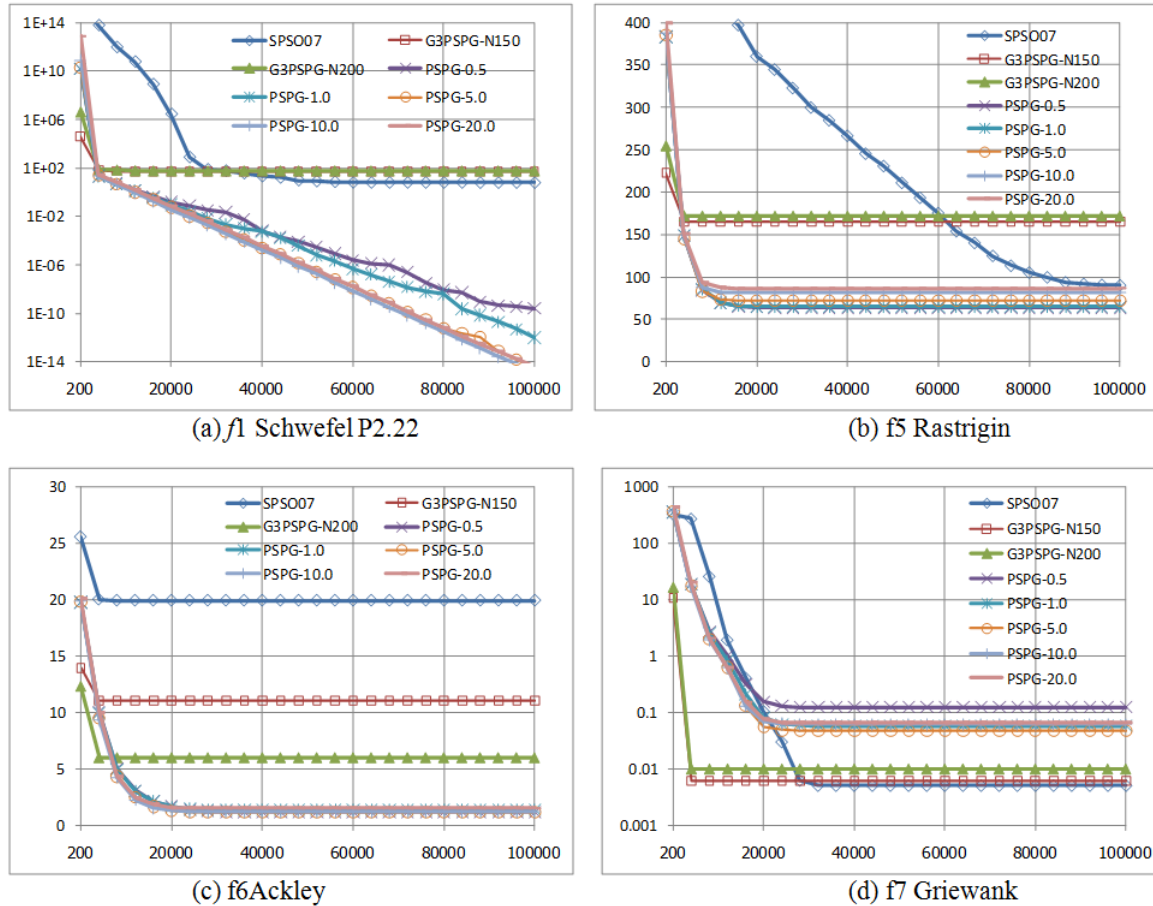 1E+14
1E+10
1E+06
1E+02
1E-02
1E-06
1E-10
1E-14
SPSO07 G3PSPG-N150
G3PSPG-N200 PSPG-0.5
PSPG-1.0 PSPG-5.0
PSPG-10.0 PSPG-20.0
200 20000 40000 60000 80000 100000
(a) f1 Schwefel P2.22
400
350
300
250
200
150
100
50
0
SPSO07
G3PSPG-N150
G3PSPG-N200
PSPG-0.5
PSPG-1.0
PSPG-5.0
PSPG-10.0
PSPG-20.0
200 20000 40000 60000 80000 100000
(b) f5 Rastrigin
30
25
20
15
10
5
0
SPSO07 G3PSPG-N150
G3PSPG-N200 PSPG-0.5
PSPG-1.0 PSPG-5.0
PSPG-10.0 PSPG-20.0
200 20000 40000 60000 80000 100000
(c) f6Ackley
1000
100
10
1
0.1
0.01
0.001
SPSO07
G3PSPG-N150
G3PSPG-N200
PSPG-0.5
PSPG-1.0
PSPG-5.0
PSPG-10.0
PSPG-20.0
200 20000 40000 60000 80000 100000
(d) f7 Griewank